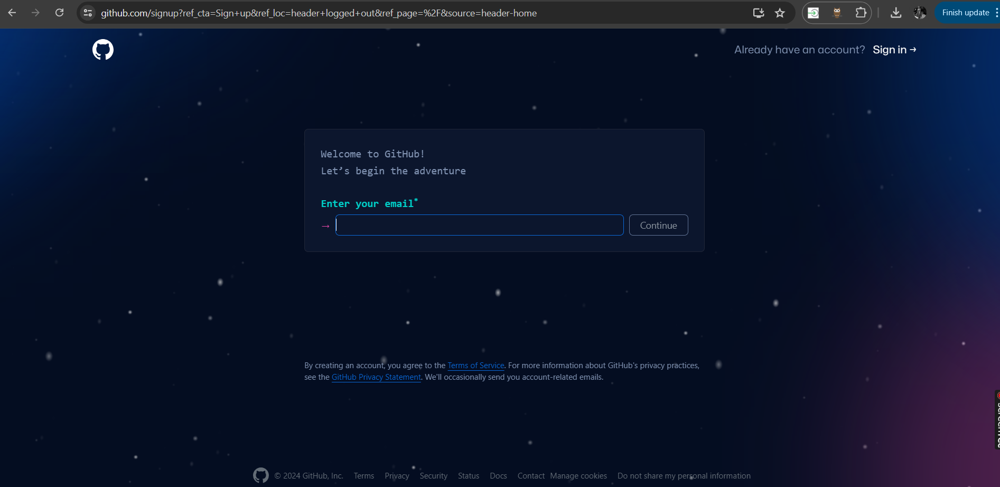 github.com/signup?ref_cta=Sign+up&ref_loc=header+logged+out&ref_page=%2F&source=header-home
Finish update
Already have an account? Sign in →
Welcome to GitHub!
Let’s begin the adventure
Enter your email*
→
Continue
By creating an account, you agree to the Terms of Service. For more information about GitHub's privacy practices,
see the GitHub Privacy Statement. We'll occasionally send you account-related emails.
© 2024 GitHub, Inc. Terms Privacy Security Status Docs Contact Manage cookies Do not share my personal information